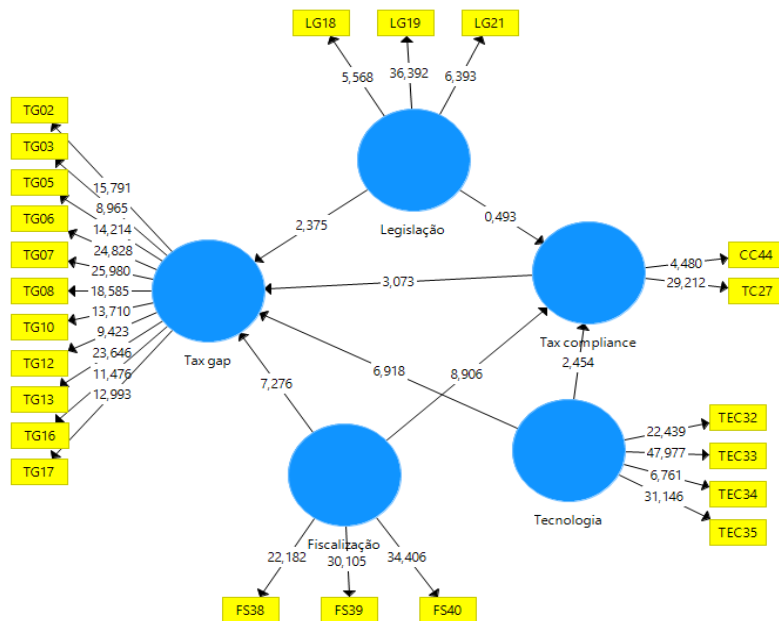 LG18
LG19
LG21
5,568
36,392
6,393
TG02
TG03
TG05
TG06
TG07
TG08
TG10
TG12
TG13
TG16
TG17
15,791
8,965
14,214
24,828
25,980
18,585
13,710
9,423
23,646
11,476
12,993
Legislação
2,375
0,493
3,073
Tax gap
Tax compliance
4,480
29,212
CC44
TC27
7,276
6,918
8,906
2,454
Fiscalização
Tecnologia
22,439
47,977
6,761
31,146
TEC32
TEC33
TEC34
TEC35
22,182
30,105
34,406
FS38
FS39
FS40